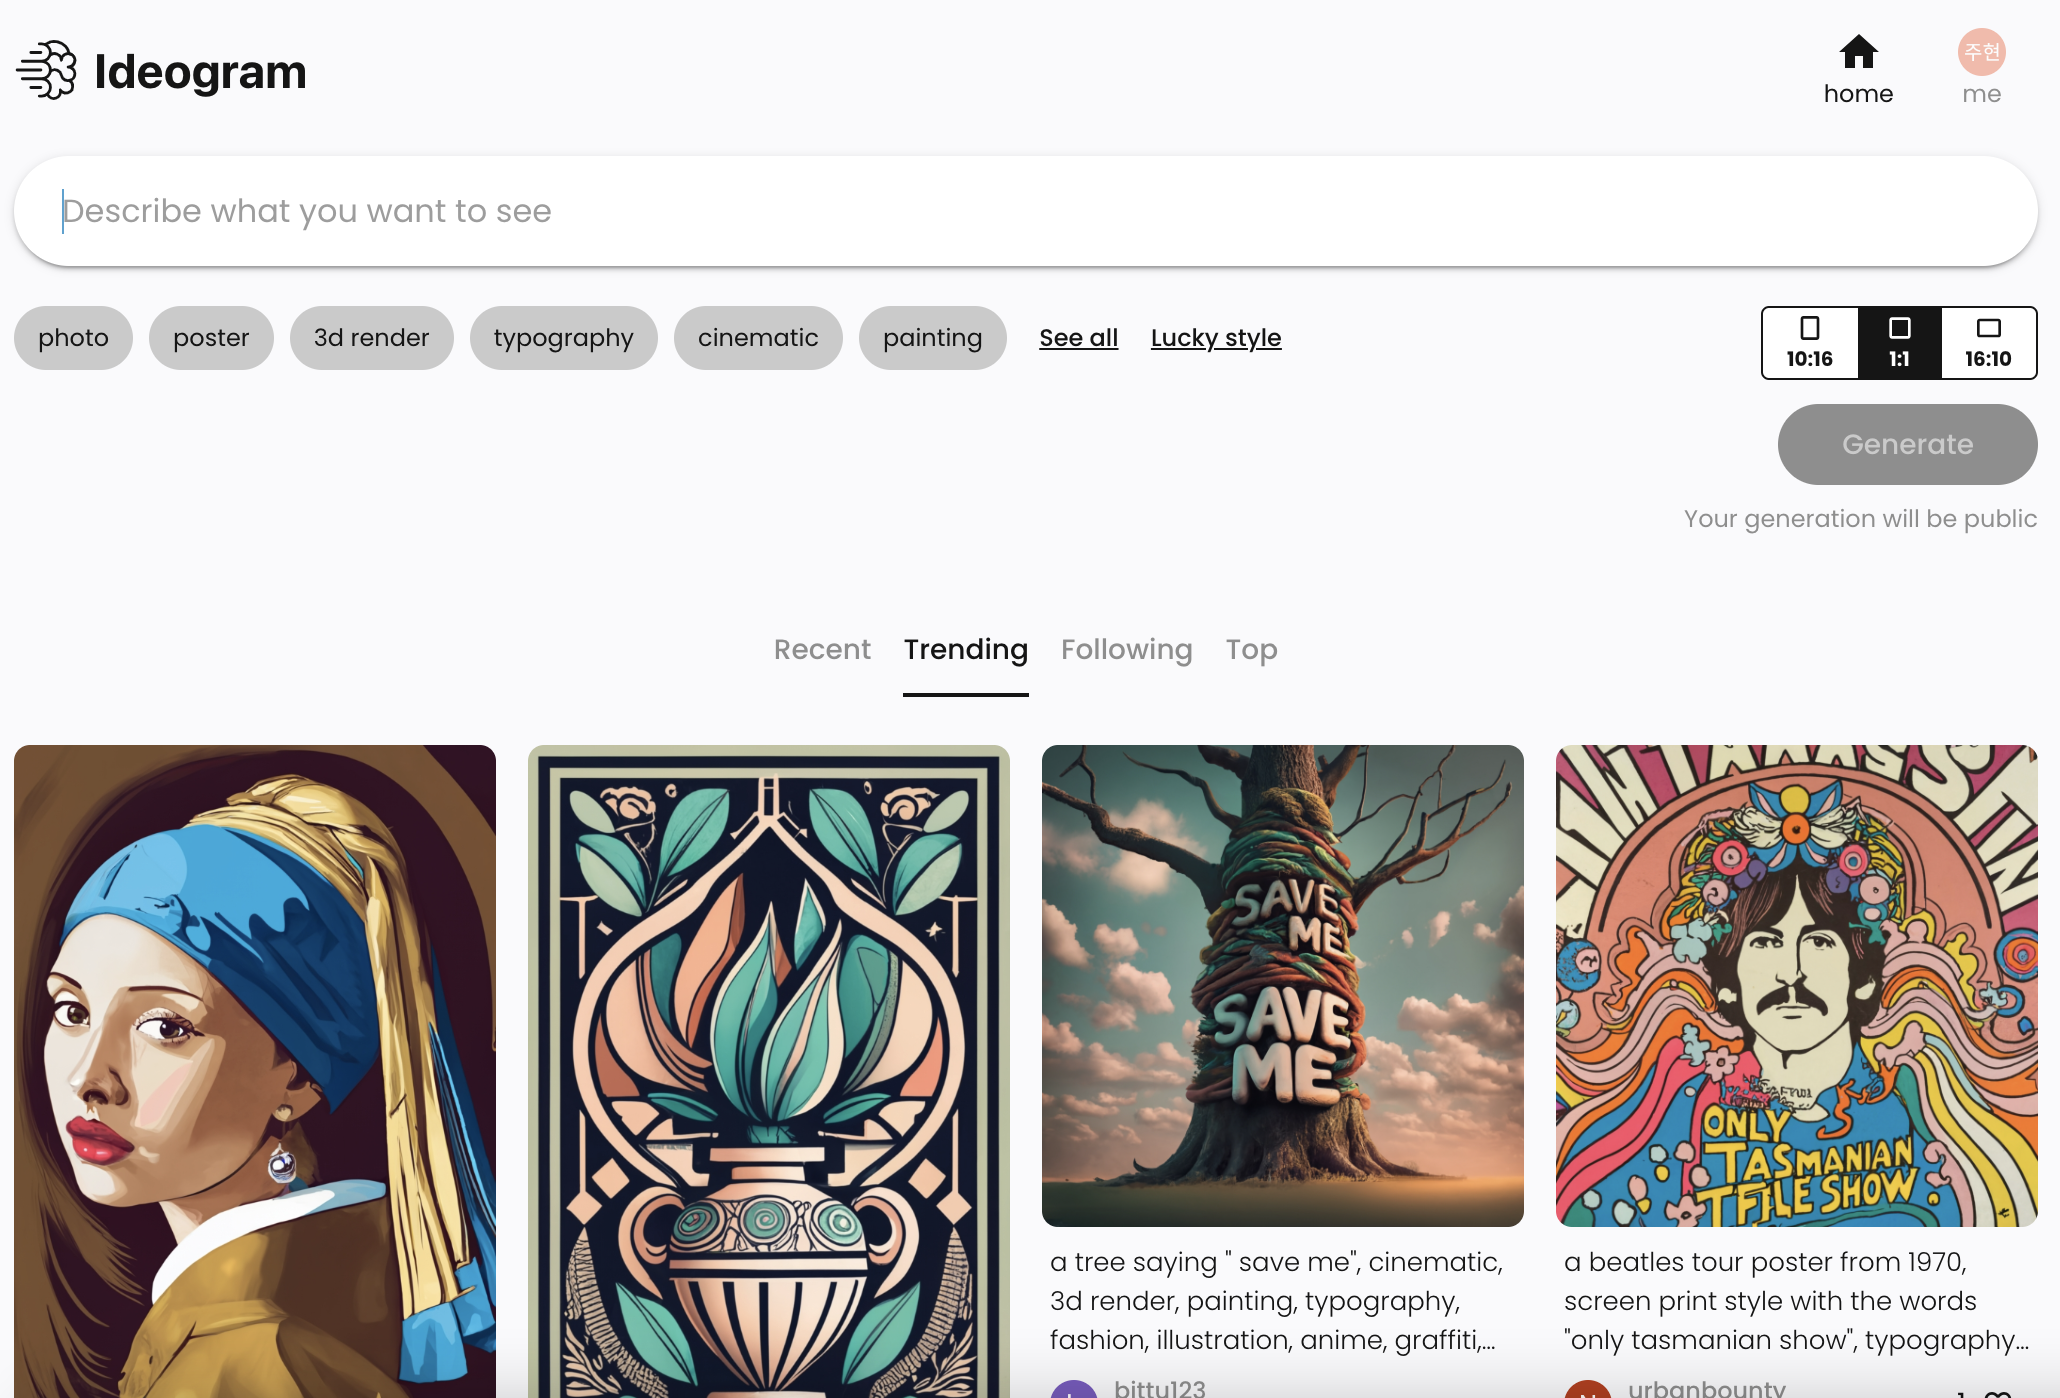 Ideogram
home
주현
me
Describe what you want to see
photo
poster
3d render
typography
cinematic
painting
See all
Lucky style
10:16
1:1
16:10
Generate
Your generation will be public
Recent
Trending
Following
Top
SAVE
ME
SAVE
ME
ONLY
TASMANIAN
TFILE SHOW
a tree saying " save me", cinematic,
3d render, painting, typography,
fashion, illustration, anime, graffiti,...
a beatles tour poster from 1970,
screen print style with the words
"only tasmanian show", typography...
bittu123
urbanbounty
1